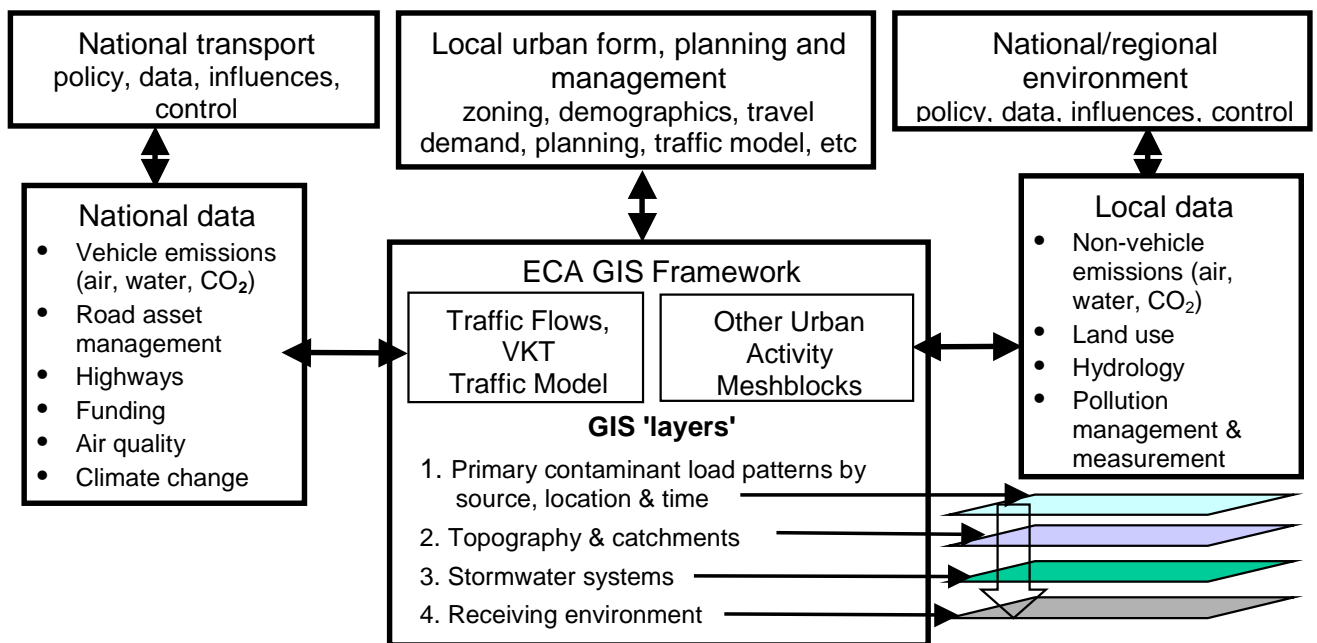 National transport
policy, data, influences,
control
Local urban form, planning and
management
zoning, demographics, travel
demand, planning, traffic model, etc
National/regional
environment
policy, data, influences, control
National data
• Vehicle emissions
(air, water, CO₂)
• Road asset
management
• Highways
• Funding
• Air quality
• Climate change
ECA GIS Framework
Traffic Flows,
VKT
Traffic Model
Other Urban
Activity
Meshblocks
GIS 'layers'
1. Primary contaminant load patterns by
source, location & time
2. Topography & catchments
3. Stormwater systems
4. Receiving environment
Local data
• Non-vehicle
emissions (air,
water, CO₂)
• Land use
• Hydrology
• Pollution
management &
measurement